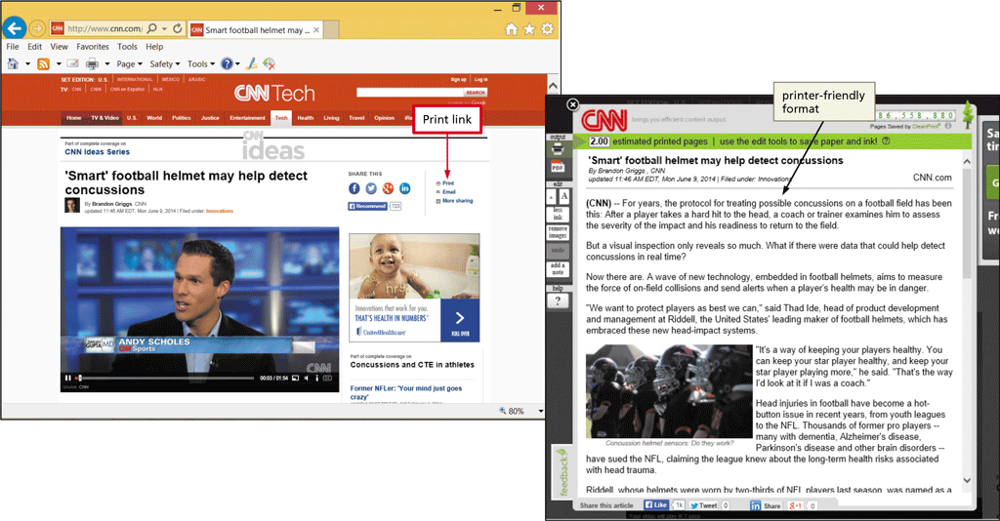 http://www.cnn.com/
Smart football helmet may ...
File Edit View Favorites Tools Help
Page Safety Tools
SET EDITION: U.S. INTERNATIONAL MÉXICO ARABIC
TV: CNN CNN en Español HLN
Sign up Log in
CNN Tech
SEARCH
Home TV & Video U.S. World Politics Justice Entertainment Tech Health Living Travel Opinion
Print link
Part of complete coverage on
CNN Ideas Series
CNN
ideas
'Smart' football helmet may help detect
concussions
By Brandon Griggs, CNN
updated 11:46 AM EDT, Mon June 9, 2014 | Filed under: Innovations
SHARE THIS
Recommend 723
Print
Email
More sharing
ANDY SCHOLES
CNN Sports
CNN
00:03 / 01:54
Source: CNN
Innovations that work for you.
THAT'S HEALTH IN NUMBERS
UnitedHealthcare
ROLL OVER
Part of complete coverage on
Concussions and CTE in athletes
Former NFLer: 'Your mind just goes
crazy'
80%
printer-friendly
format
CNN
brings you efficient content output.
86,558,880
Pages Saved by CleanPrint
output
2.00 estimated printed pages | use the edit tools to save paper and ink!
PDF
edit
A A
less
ink
remove
images
undo
add a
note
help
?
feedback
'Smart' football helmet may help detect concussions
By Brandon Griggs , CNN
updated 11:46 AM EDT, Mon June 9, 2014 | Filed under: Innovations
CNN.com
(CNN) -- For years, the protocol for treating possible concussions on a football field has been
this: After a player takes a hard hit to the head, a coach or trainer examines him to assess
the severity of the impact and his readiness to return to the field.
But a visual inspection only reveals so much. What if there were data that could help detect
concussions in real time?
Now there are. A wave of new technology, embedded in football helmets, aims to measure
the force of on-field collisions and send alerts when a player's health may be in danger.
"We want to protect players as best we can," said Thad Ide, head of product development
and management at Riddell, the United States' leading maker of football helmets, which has
embraced these new head-impact systems.
"It's a way of keeping your players healthy. You
can keep your star player healthy, and keep your
star player playing more," he said. "That's the way
I'd look at it if I was a coach."
Head injuries in football have become a hot-
button issue in recent years, from youth leagues
to the NFL. Thousands of former pro players --
many with dementia, Alzheimer's disease,
Parkinson's disease and other brain disorders --
Concussion helmet sensors: Do they work?
have sued the NFL, claiming the league knew about the long-term health risks associated
with head trauma.
Riddell, whose helmets were worn by two-thirds of NFL players last season, was named as a
Share this article Like 1k Tweet 0 Share +1 0